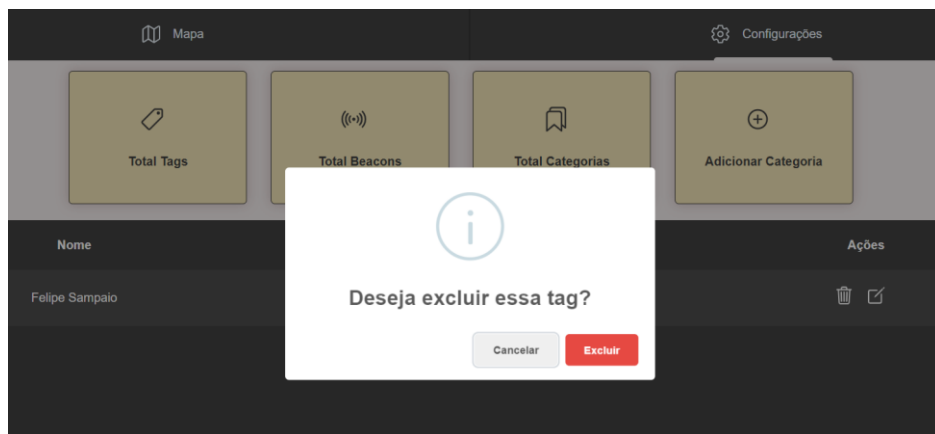 Mapa
Configurações
Total Tags
Total Beacons
Total Categorias
Adicionar Categoria
Nome
Ações
Felipe Sampaio
Deseja excluir essa tag?
Cancelar
Excluir